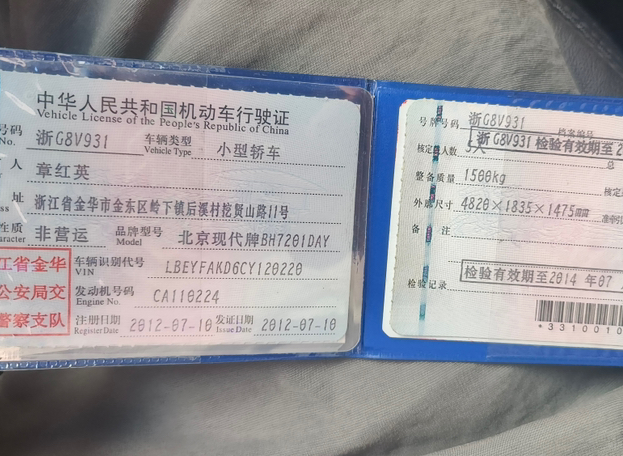 中华人民共和国机动车行驶证
Vehicle License of the People's Republic of China
号码 浙G8V931 车辆类型 小型轿车
No. Vehicle Type
人 章红英
址 浙江省金华市金东区岭下镇后溪村挖贸山路11号
性质 非营运 品牌型号 北京现代牌BH7201DAY
aracter Model
江省金华
公安局交
警察支队
车辆识别代号 LBEYFAKD6CY120220
VIN
发动机号码 CA110224
Engine No.
注册日期 2012-07-10 发证日期 2012-07-10
Register Date Issue Date
号牌号码 浙G8V931 档案编号
浙G8V931 检验有效期至2
核定载人数 5人
整备质量 1500kg
外廓尺寸 4820×1835×1475mm
备 注
检验有效期至2014 年07
检验记录
*3310010